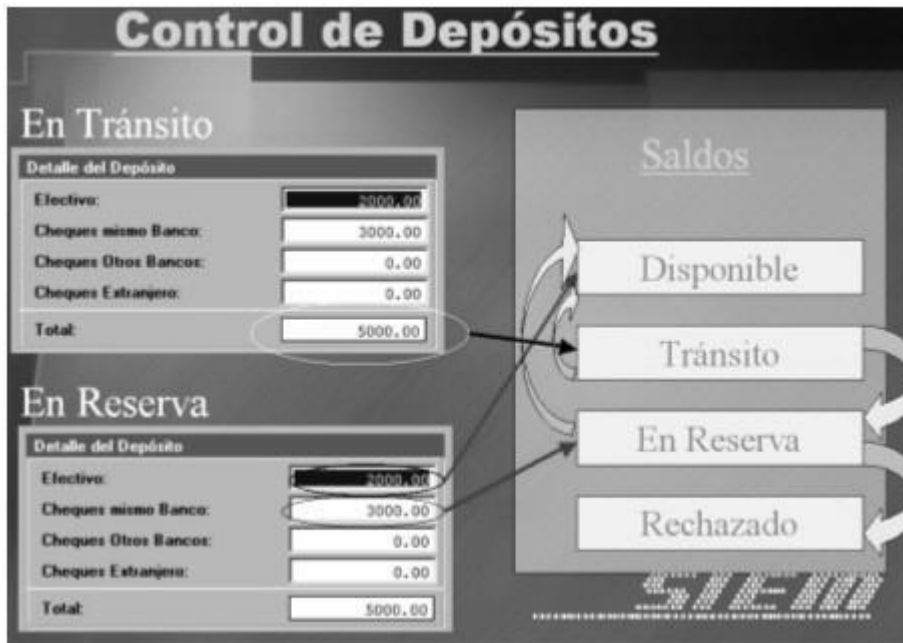 Control de Depósitos
En Tránsito
Detalle del Depósito
Efectivo: 2000.00
Cheques mismo Banco: 3000.00
Cheques Otros Bancos: 0.00
Cheques Extranjero: 0.00
Total: 5000.00
En Reserva
Detalle del Depósito
Efectivo: 2000.00
Cheques mismo Banco: 3000.00
Cheques Otros Bancos: 0.00
Cheques Extranjero: 0.00
Total: 5000.00
Saldos
Disponible
Tránsito
En Reserva
Rechazado
STEM